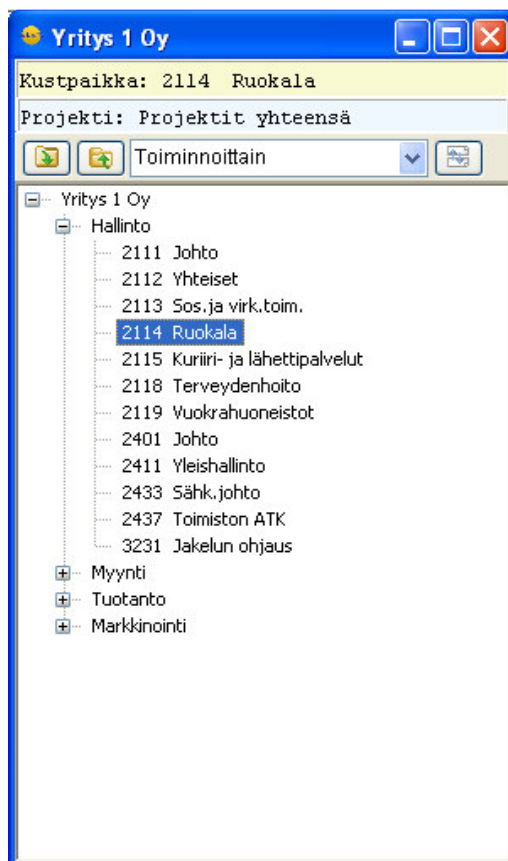 Yritys 1 Oy
Kustpaikka: 2114 Ruokala
Projekti: Projektit yhteensä
Toiminnoittain
Yritys 1 Oy
Hallinto
2111 Johto
2112 Yhteiset
2113 Sos.ja virk.toim.
2114 Ruokala
2115 Kuriiri- ja lähettipalvelut
2118 Terveydenhoito
2119 Vuokrahuoneistot
2401 Johto
2411 Yleishallinto
2433 Sähk.johto
2437 Toimiston ATK
3231 Jakelun ohjaus
Myynti
Tuotanto
Markkinointi